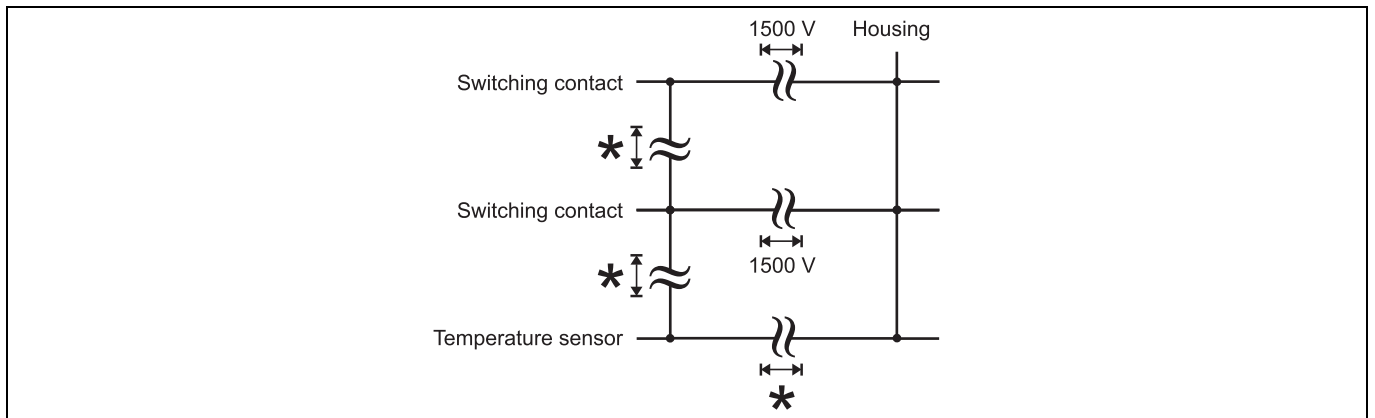 1500 V Housing
Switching contact
*
Switching contact
* 1500 V
Temperature sensor
*